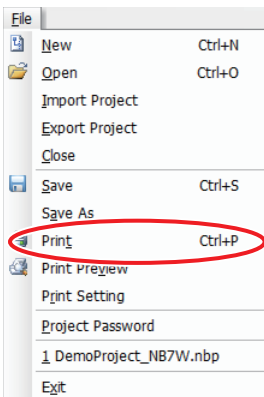 File
New Ctrl+N
Open Ctrl+O
Import Project
Export Project
Close
Save Ctrl+S
Save As
Print Ctrl+P
Print Preview
Print Setting
Project Password
1 DemoProject_NB7W.nbp
Exit